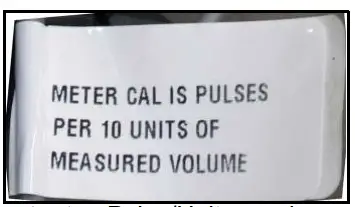 METER CAL IS PULSES
PER 10 UNITS OF
MEASURED VOLUME